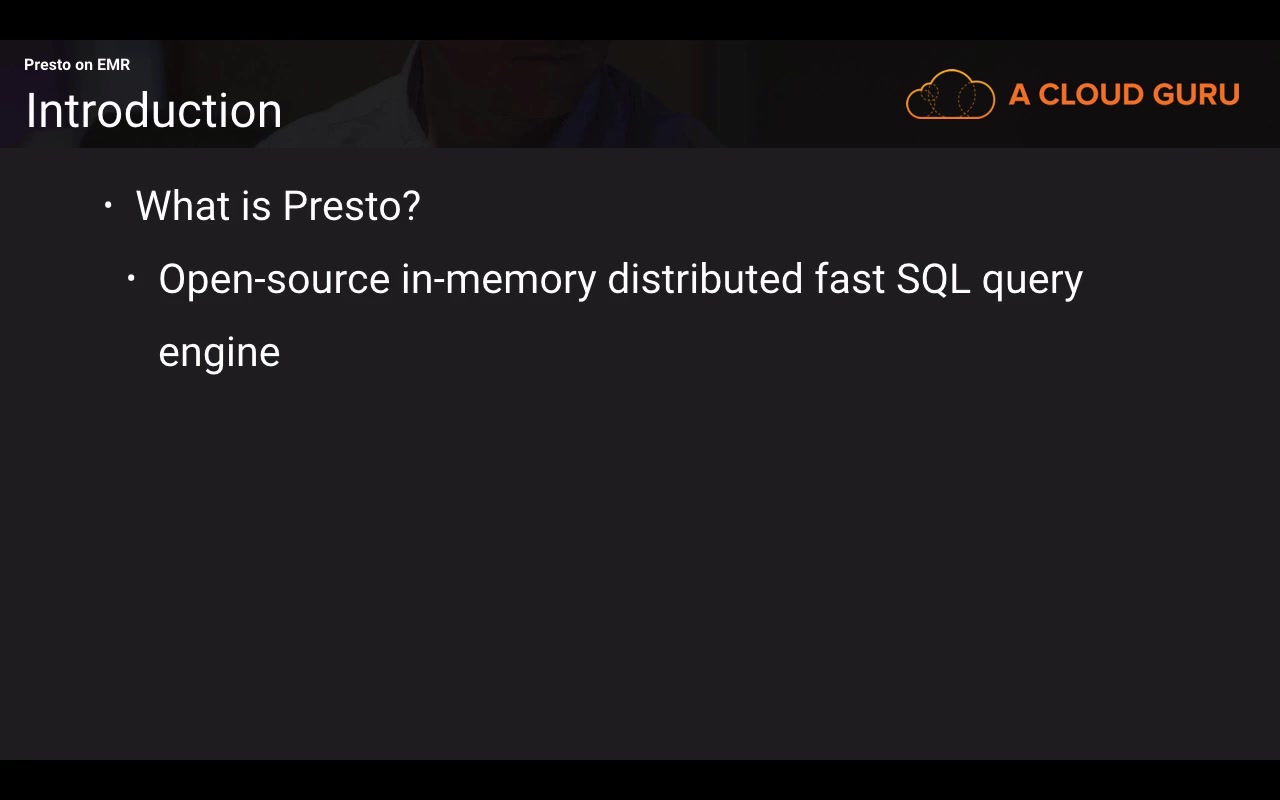 Presto on EMR
Introduction
A CLOUD GURU
• What is Presto?
• Open-source in-memory distributed fast SQL query
engine